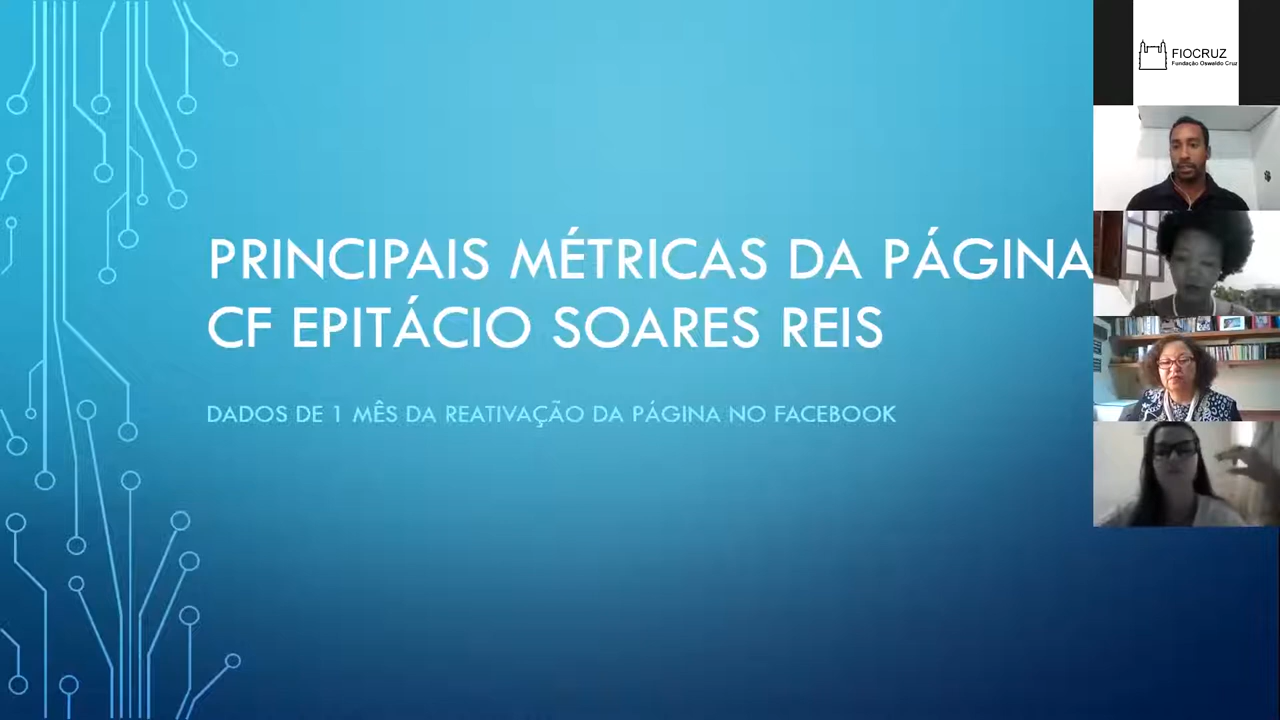 PRINCIPAIS MÉTRICAS DA PÁGINA
CF EPITÁCIO SOARES REIS
DADOS DE 1 MÊS DA REATIVAÇÃO DA PÁGINA NO FACEBOOK
FIOCRUZ
Fundação Oswaldo Cruz